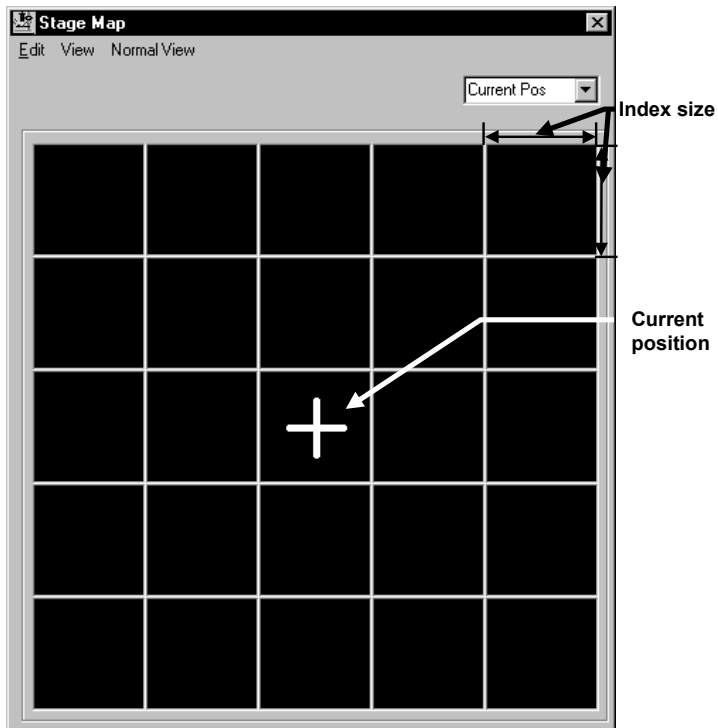 Stage Map
Edit View Normal View
Current Pos
Index size
Current
position